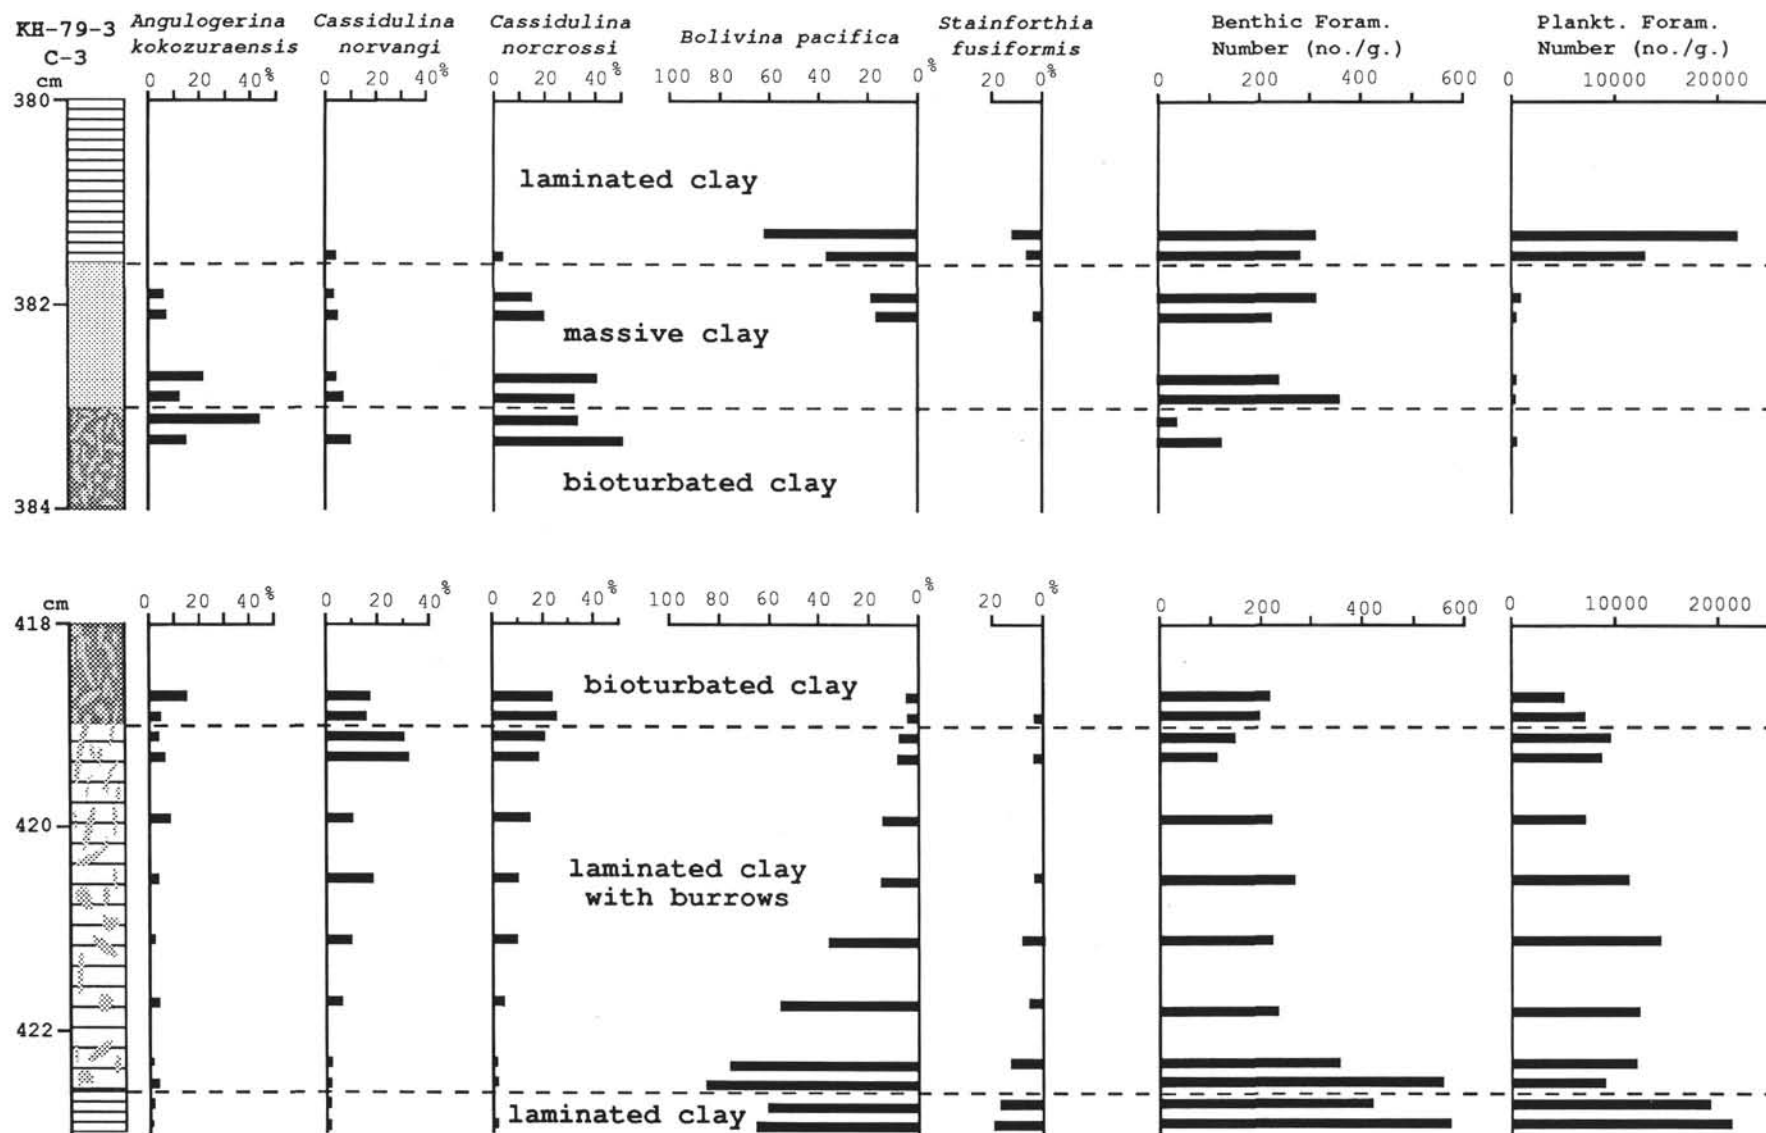 KH-79-3
C-3
cm
Angulogerina
kokozuraensis
Cassidulina
norvangi
Cassidulina
norcrossi
Bolivina pacifica
Stainforthia
fusiformis
Benthic Foram.
Number (no./g.)
Plankt. Foram.
Number (no./g.)
0 20 40%
0 20 40%
0 20 40%
100 80 60 40 20 0%
20 0%
0 200 400 600
0 10000 20000
380
laminated clay
382
massive clay
bioturbated clay
384
cm
0 20 40%
0 20 40%
0 20 40%
100 80 60 40 20 0%
20 0%
0 200 400 600
0 10000 20000
418
bioturbated clay
420
laminated clay
with burrows
422
laminated clay